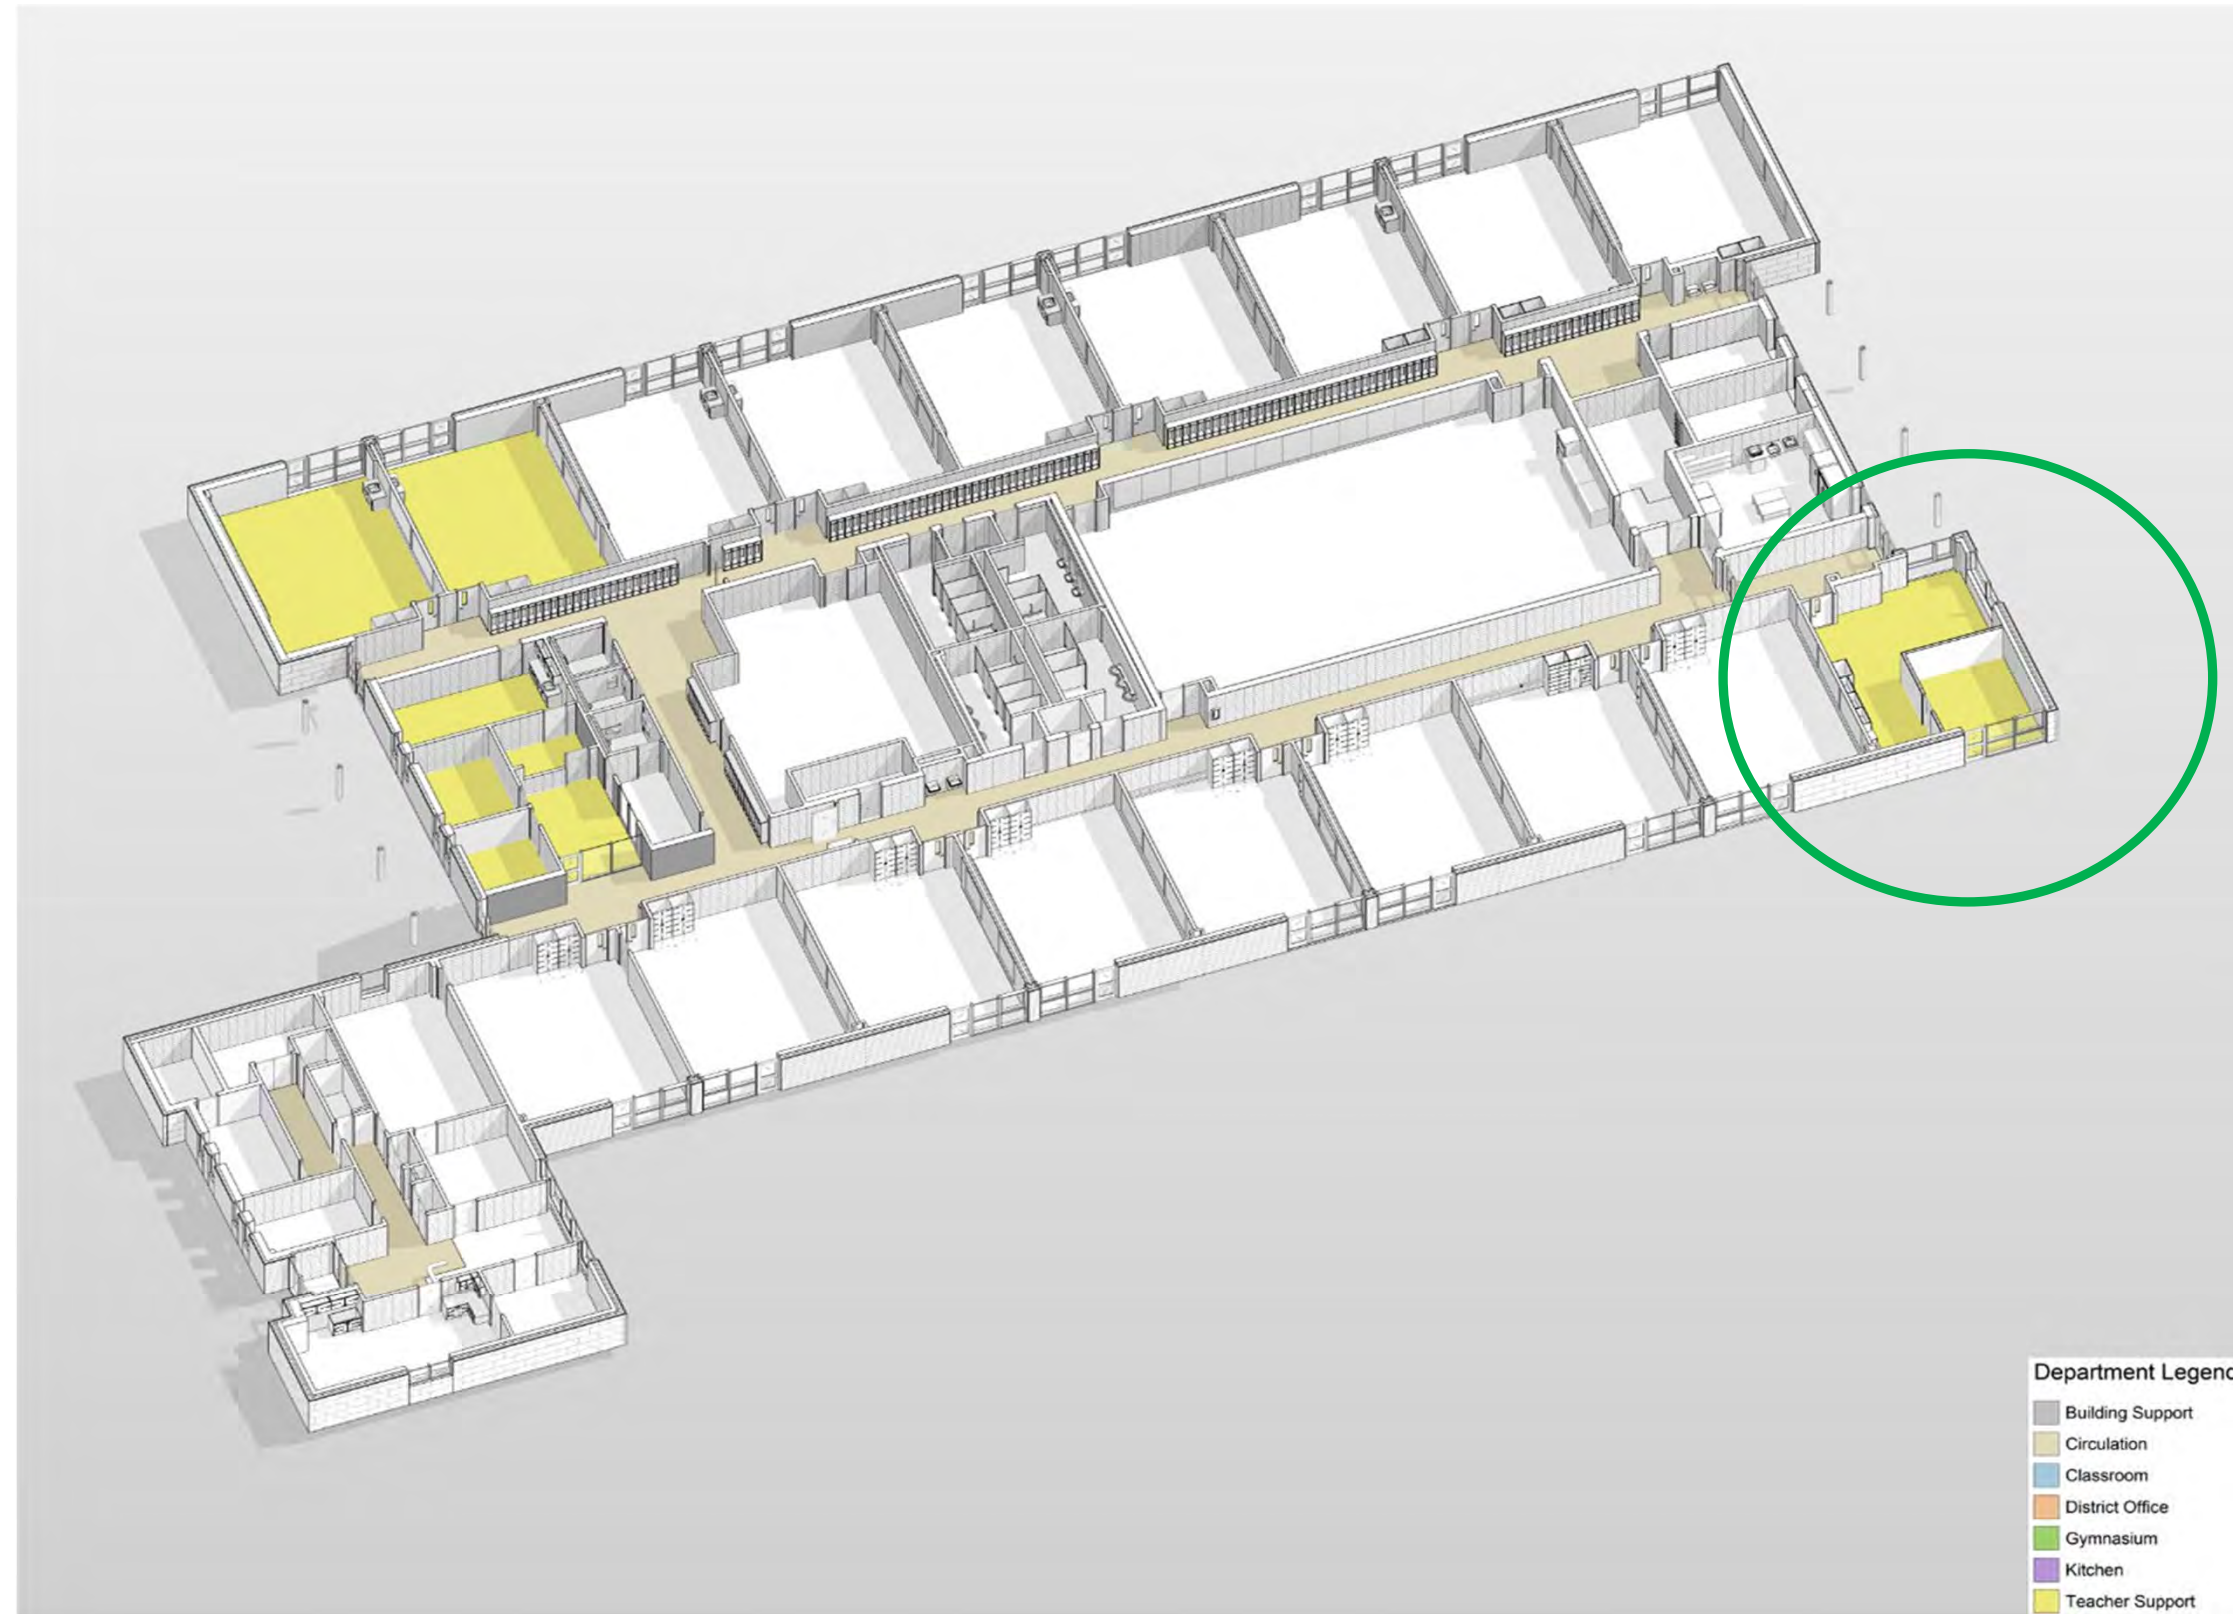 Department Legend
Building Support
Circulation
Classroom
District Office
Gymnasium
Kitchen
Teacher Support